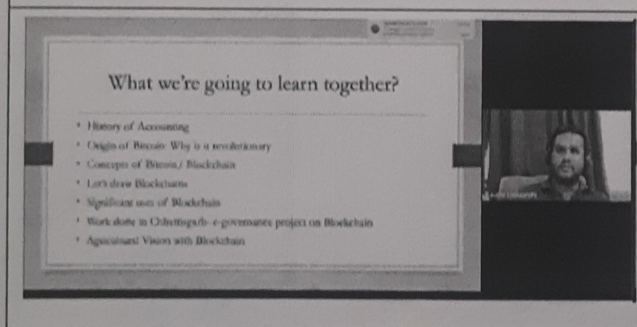 What we're going to learn together?
• History of Accounting
• Origin of Bitcoin- Why is it revolutionary
• Concepts of Bitcoin/ Blockchain
• Let's draw Blockchains
• Significant uses of Blockchain
• Work done in Chhattisgarh- e-governance project on Blockchain
• Agricultural Vision with Blockchain